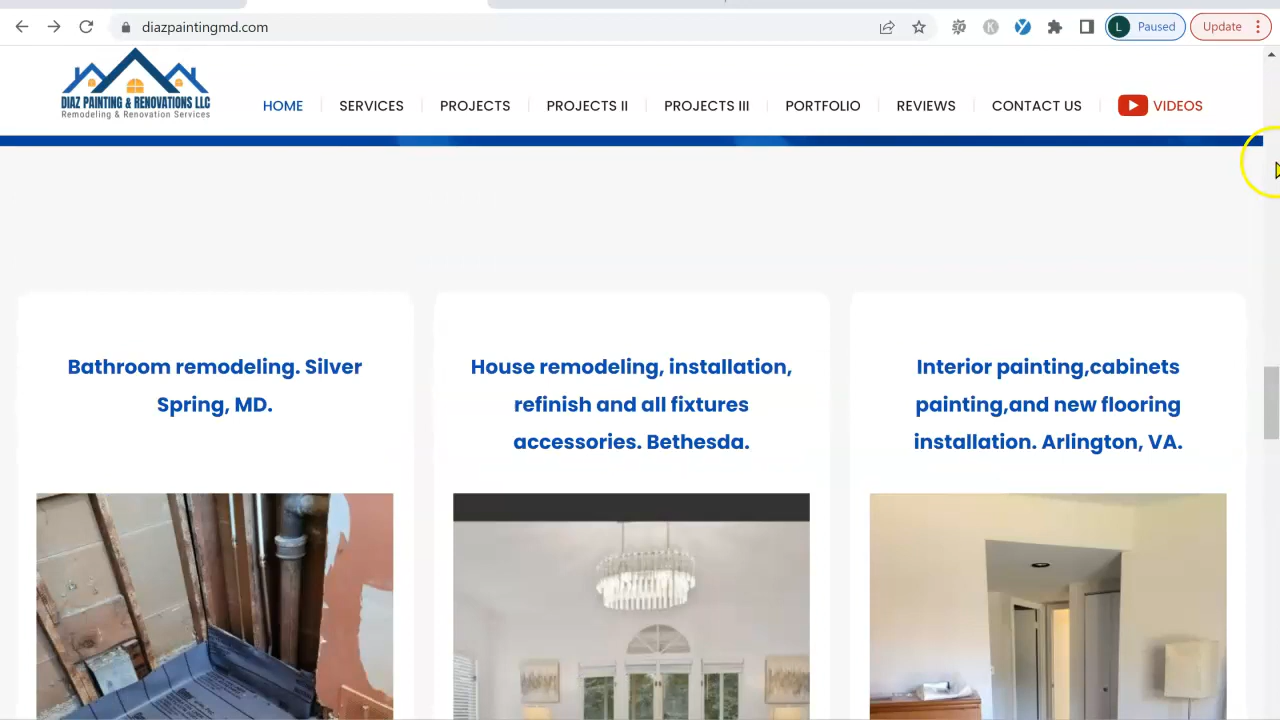 diazpaintingmd.com
L Paused
Update
DIAZ PAINTING & RENOVATIONS LLC
Remodeling & Renovation Services
HOME
SERVICES
PROJECTS
PROJECTS II
PROJECTS III
PORTFOLIO
REVIEWS
CONTACT US
VIDEOS
Bathroom remodeling. Silver
Spring, MD.
House remodeling, installation,
refinish and all fixtures
accessories. Bethesda.
Interior painting,cabinets
painting,and new flooring
installation. Arlington, VA.